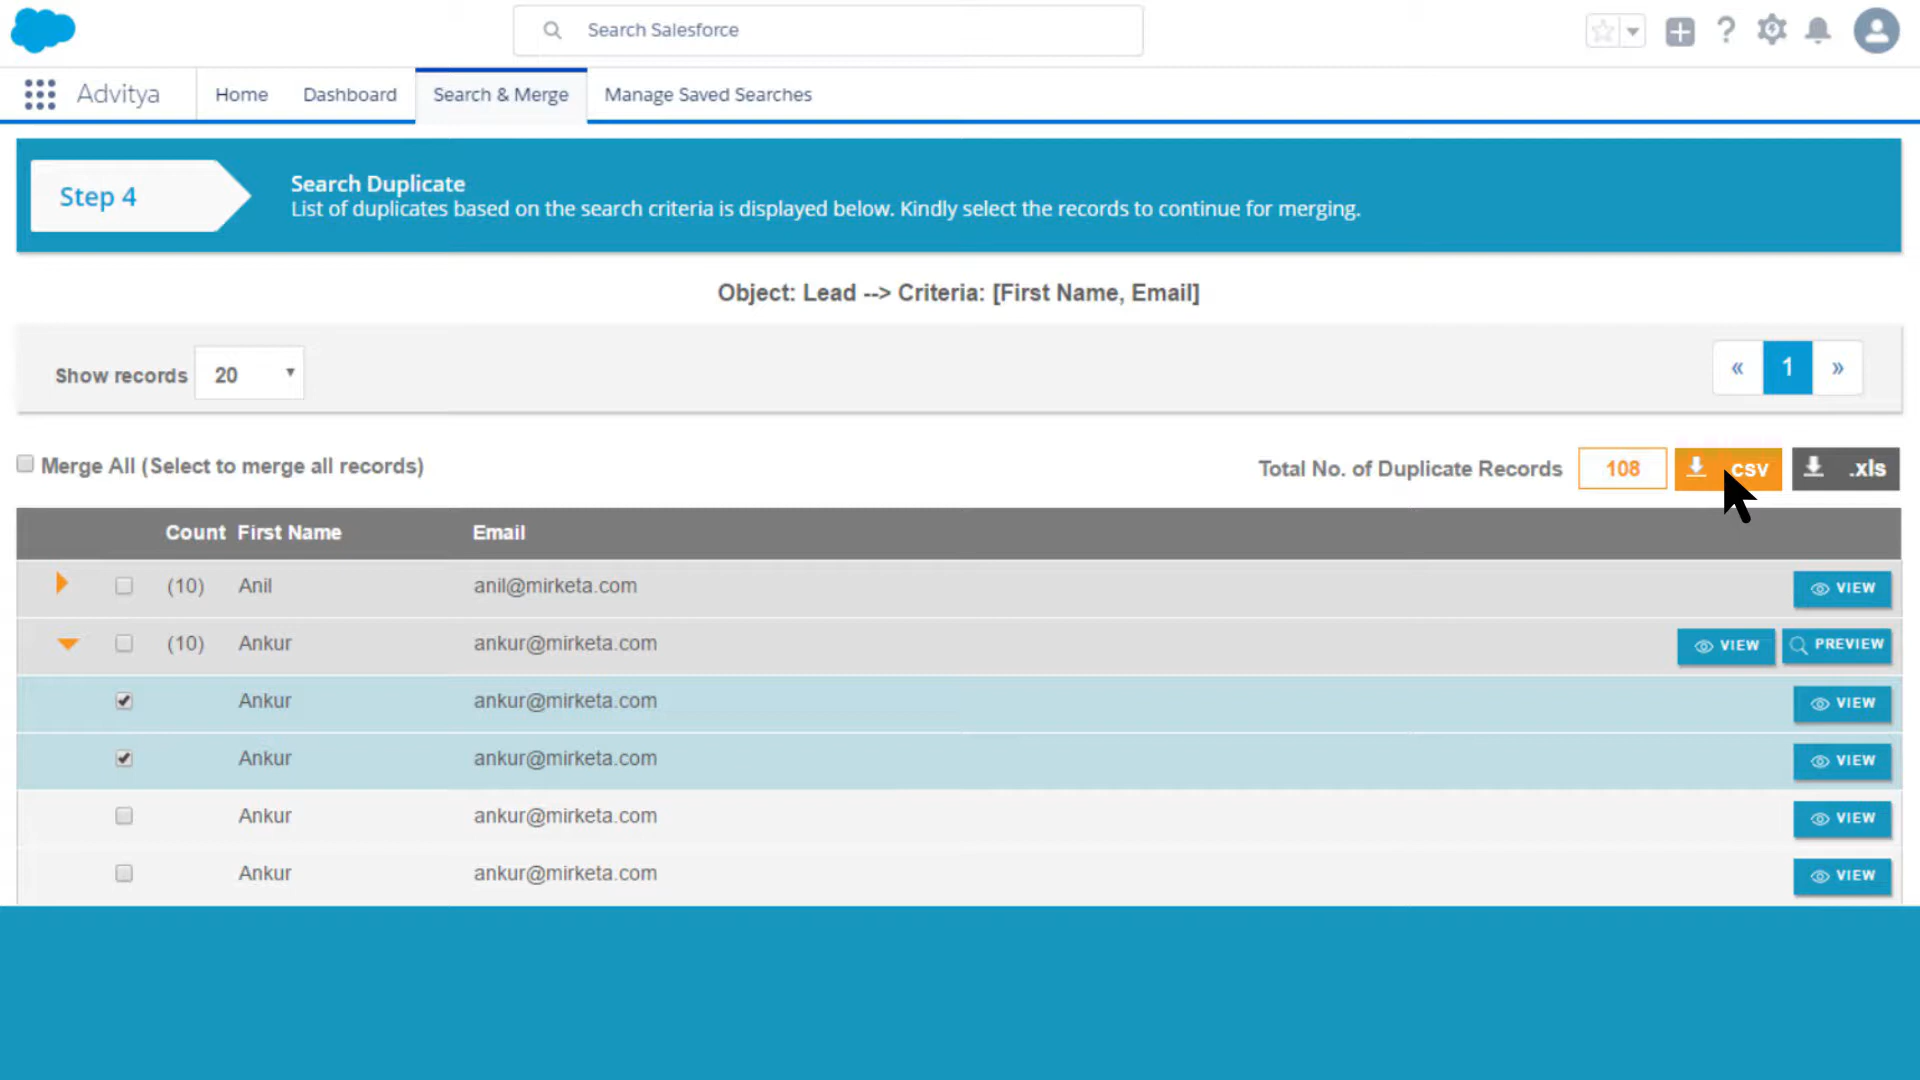 Search Salesforce
Advitya
Home
Dashboard
Search & Merge
Manage Saved Searches
Step 4
Search Duplicate
List of duplicates based on the search criteria is displayed below. Kindly select the records to continue for merging.
Object: Lead --> Criteria: [First Name, Email]
Show records 20
« 1 »
Merge All (Select to merge all records)
Total No. of Duplicate Records 108 .csv .xls
Count First Name Email
(10) Anil anil@mirketa.com VIEW
(10) Ankur ankur@mirketa.com VIEW PREVIEW
Ankur ankur@mirketa.com VIEW
Ankur ankur@mirketa.com VIEW
Ankur ankur@mirketa.com VIEW
Ankur ankur@mirketa.com VIEW